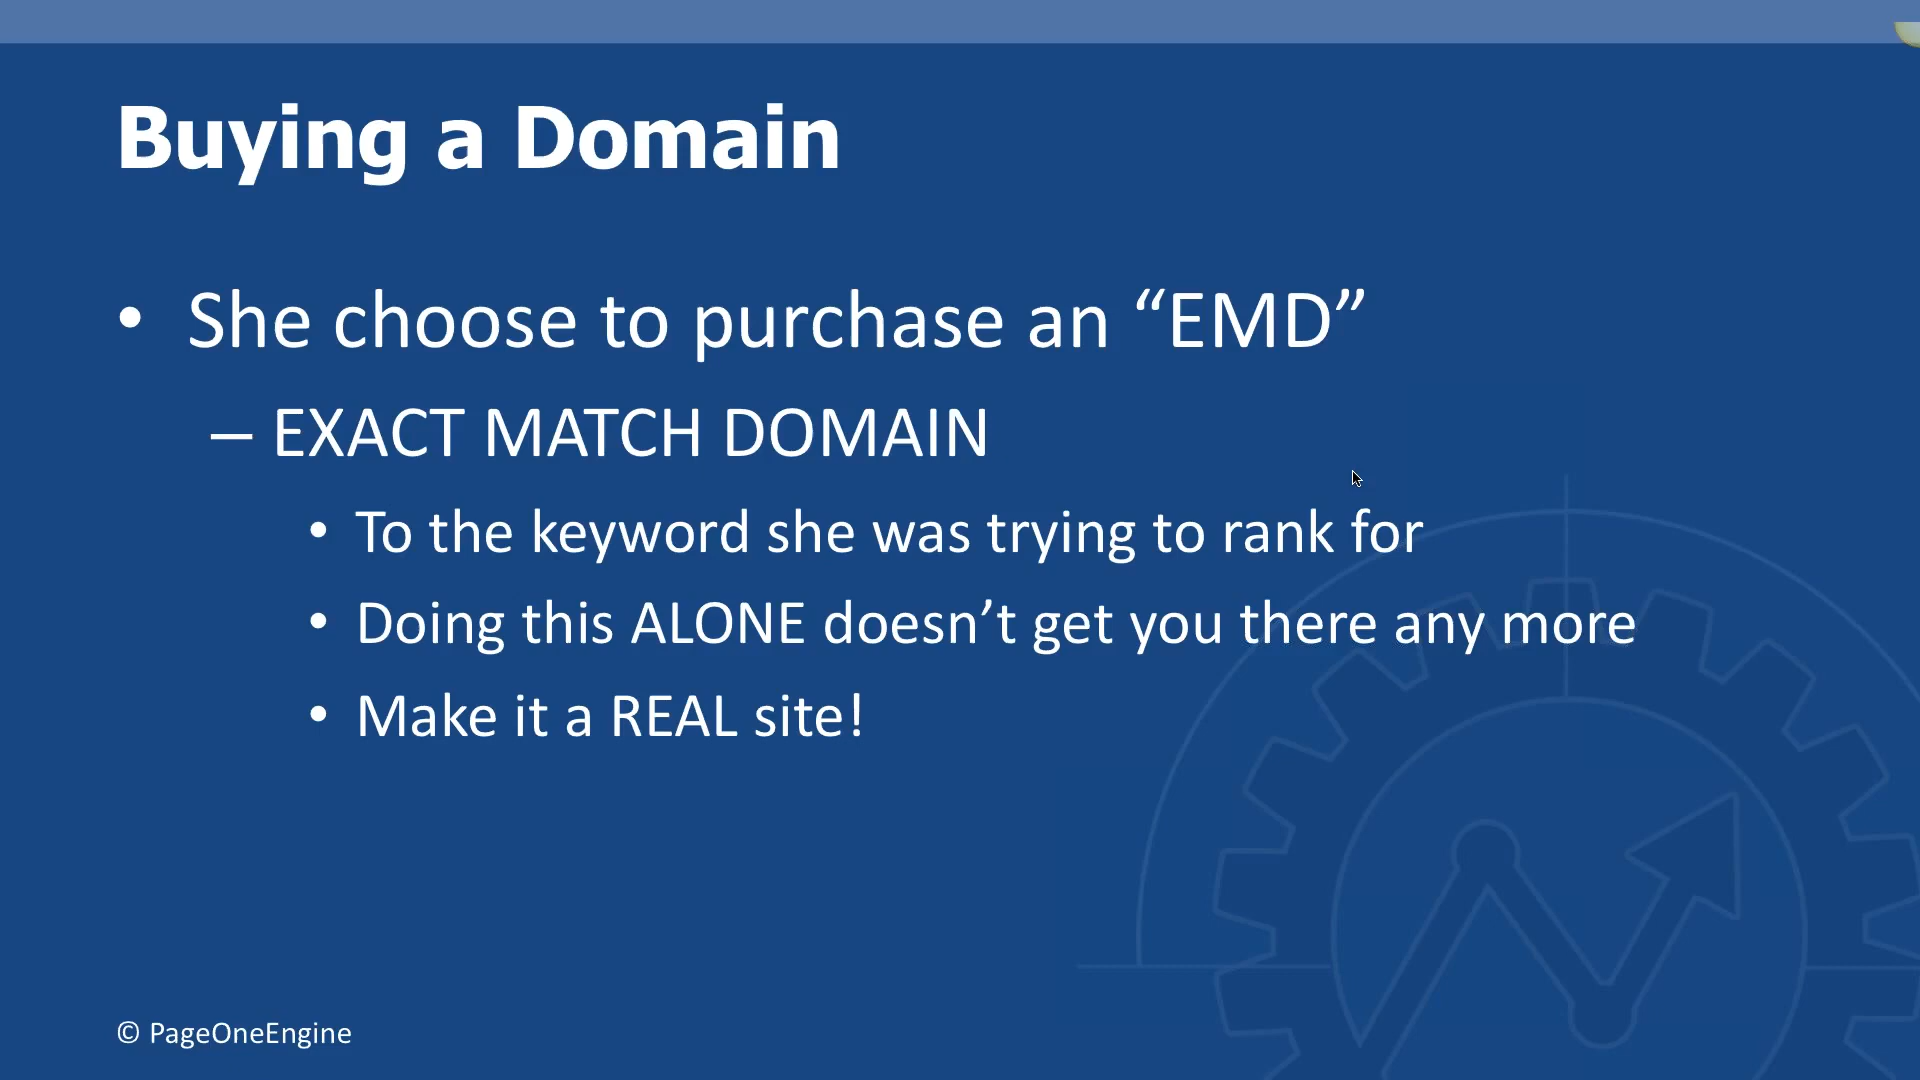 Buying a Domain
• She choose to purchase an “EMD”
– EXACT MATCH DOMAIN
• To the keyword she was trying to rank for
• Doing this ALONE doesn’t get you there any more
• Make it a REAL site!
© PageOneEngine